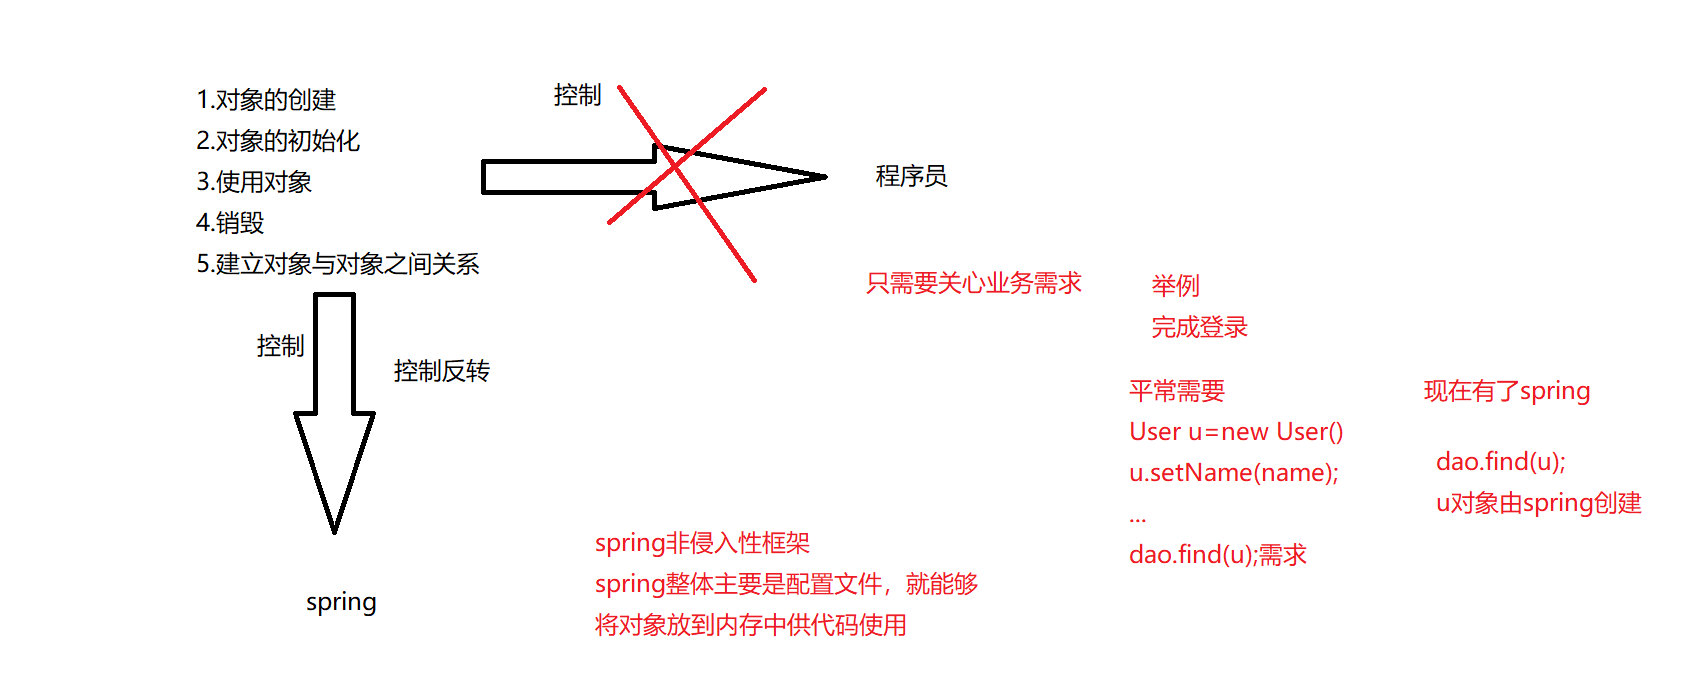 1.对象的创建
2.对象的初始化
3.使用对象
4.销毁
5.建立对象与对象之间关系
控制
程序员
只需要关心业务需求
举例
完成登录
控制
控制反转
平常需要
User u=new User()
u.setName(name);
...
dao.find(u);需求
现在有了spring
dao.find(u);
u对象由spring创建
spring非侵入性框架
spring整体主要是配置文件，就能够
将对象放到内存中供代码使用
spring